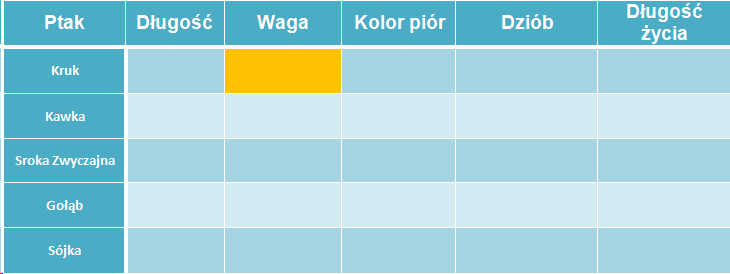 Ptak Długość Waga Kolor piór Dziób Długość życia
Kruk
Kawka
Sroka Zwyczajna
Gołąb
Sójka